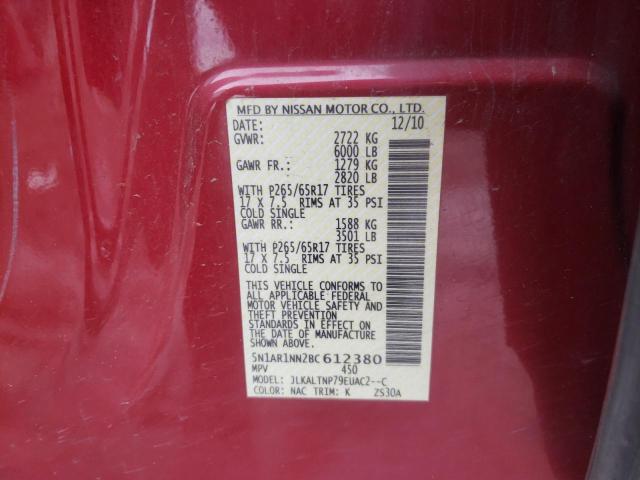 MFD BY NISSAN MOTOR CO., LTD.
DATE: 12/10
GVWR: 2722 KG
6000 LB
GAWR FR.: 1279 KG
2820 LB
WITH P265/65R17 TIRES
17 X 7.5 RIMS AT 35 PSI
COLD SINGLE
GAWR RR.: 1588 KG
3501 LB
WITH P265/65R17 TIRES
17 X 7.5 RIMS AT 35 PSI
COLD SINGLE
THIS VEHICLE CONFORMS TO
ALL APPLICABLE FEDERAL
MOTOR VEHICLE SAFETY AND
THEFT PREVENTION
STANDARDS IN EFFECT ON
THE DATE OF MANUFACTURE
SHOWN ABOVE.
5N1AR1NN2BC612380
MPV 450
MODEL: JLKALTNP79EUAC2--C
COLOR: NAC TRIM: K ZS30A